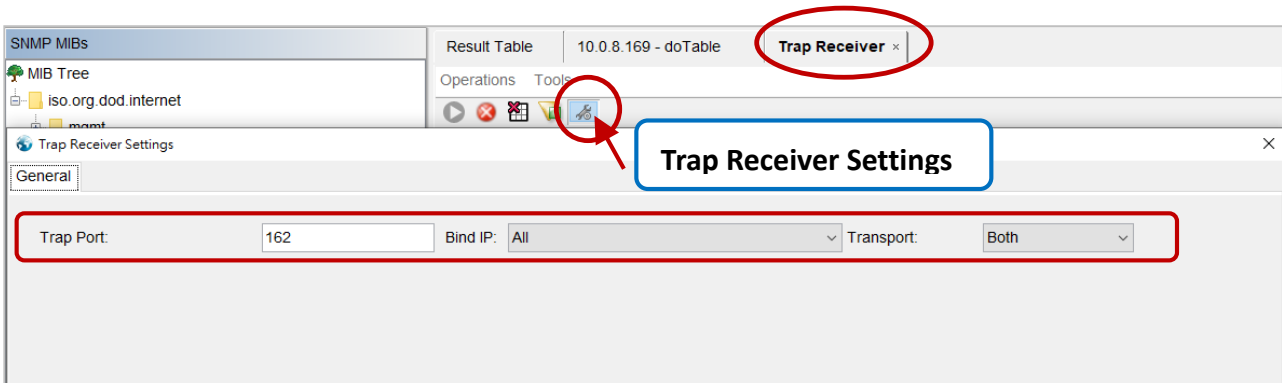 SNMP MIBs
MIB Tree
iso.org.dod.internet
mgmt
Result Table 10.0.8.169 - doTable Trap Receiver ×
Operations Tools
Trap Receiver Settings
Trap Receiver Settings
General
Trap Port: 162 Bind IP: All Transport: Both